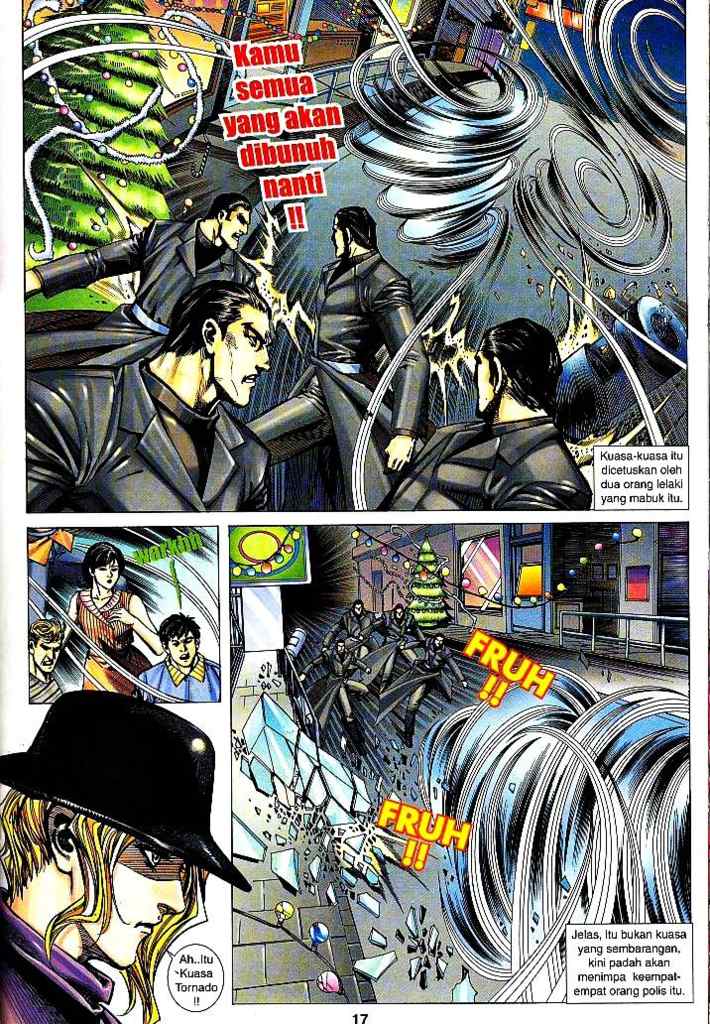 Kamu
semua
yang akan
dibunuh
nanti
!!
Kuasa-kuasa itu
dicetuskan oleh
dua orang lelaki
yang mabuk itu.
FRUH
!!
FRUH
!!
Ah..Itu
Kuasa
Tornado
!!
Jelas, Itu bukan kuasa
yang sembarangan,
kini padah akan
menimpa keempat-
empat orang polis itu.
17